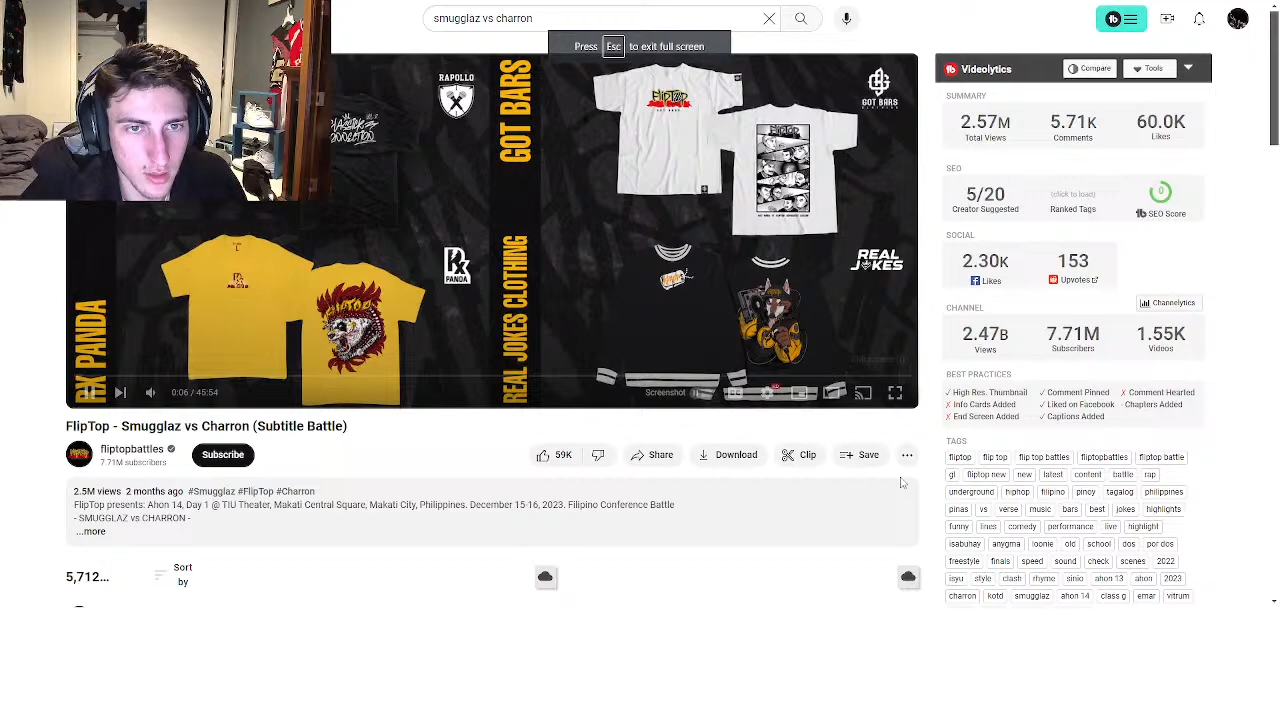 smugglaz vs charron
Press Esc to exit full screen
RAPOLLO
GOT BARS
GOT BARS
CLOTHING
FLIPTOP
GOT BARS
RX PANDA
PANDA
REAL JOKES CLOTHING
REAL
JOKES
FLIPTOP
0:06 / 45:54
Screenshot
FlipTop - Smugglaz vs Charron (Subtitle Battle)
fliptopbattles
7.71M subscribers
Subscribe
59K
Share
Download
Clip
Save
2.5M views 2 months ago #Smugglaz #FlipTop #Charron
FlipTop presents: Ahon 14, Day 1 @ TIU Theater, Makati Central Square, Makati City, Philippines. December 15-16, 2023. Filipino Conference Battle
- SMUGGLAZ vs CHARRON -
...more
5,712...
Sort
by
Videolytics
Compare
Tools
SUMMARY
2.57M 5.71K 60.0K
Total Views Comments Likes
SEO
5/20 (click to load) 0
Creator Suggested Ranked Tags SEO Score
SOCIAL
2.30K 153
Likes Upvotes
CHANNEL
Channelytics
2.47B 7.71M 1.55K
Views Subscribers Videos
BEST PRACTICES
✓ High Res. Thumbnail ✓ Comment Pinned ✗ Comment Hearted
✗ Info Cards Added ✓ Liked on Facebook - Chapters Added
✗ End Screen Added ✓ Captions Added
TAGS
fliptop flip top flip top battles fliptopbattles fliptop battle
gl fliptop new new latest content battle rap
underground hiphop filipino pinoy tagalog philippines
pinas vs verse music bars best jokes highlights
funny lines comedy performance live highlight
isabuhay anygma loonie old school dos por dos
freestyle finals speed sound check scenes 2022
isyu style clash rhyme sinio ahon 13 ahon 2023
charron kotd smugglaz ahon 14 class g emar vitrum